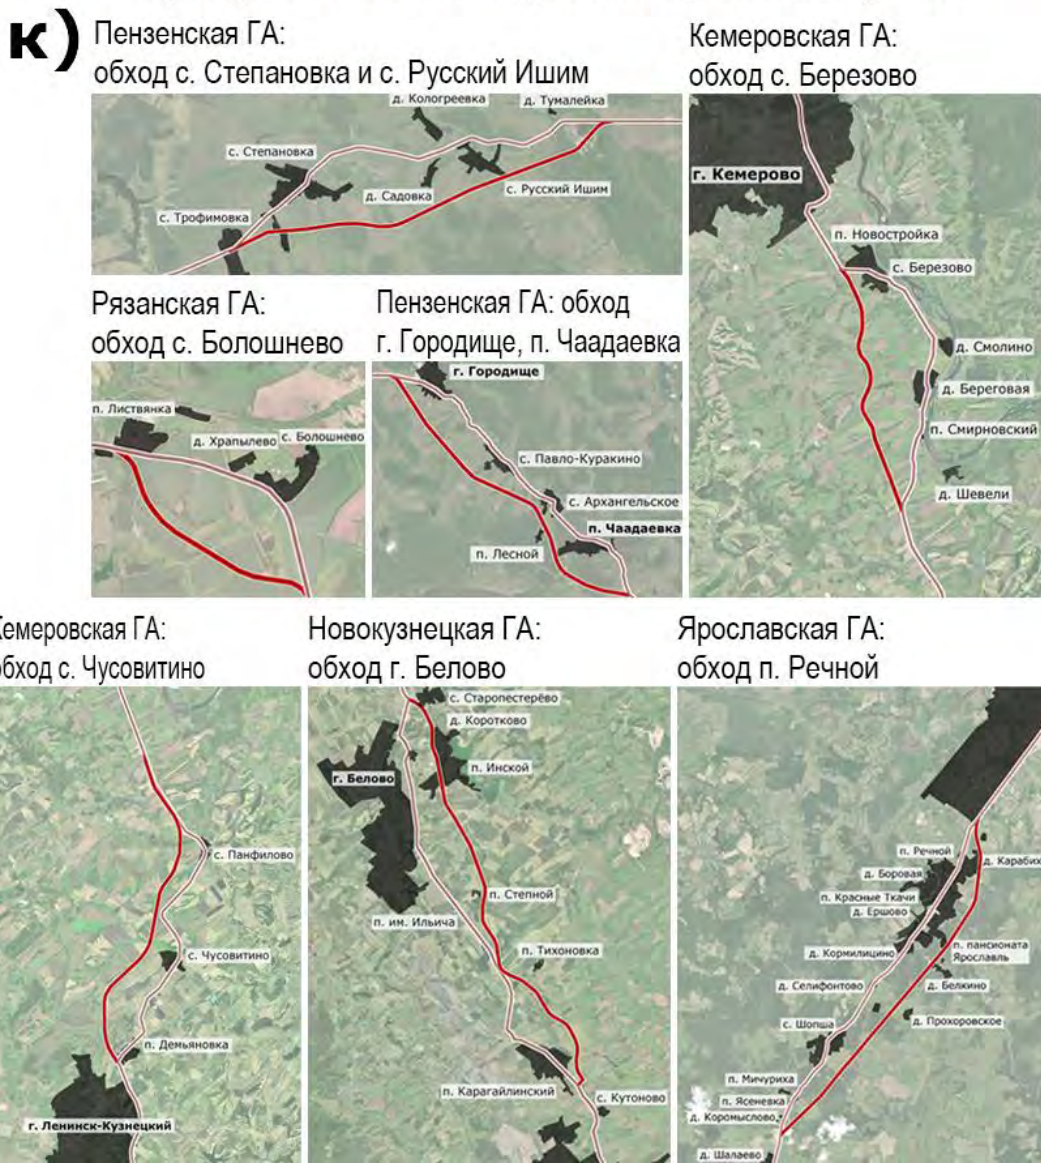 к)
Пензенская ГА:
обход с. Степановка и с. Русский Ишим
д. Кологреевка
д. Тумалейка
с. Степановка
д. Садовка
с. Русский Ишим
с. Трофимовка
Кемеровская ГА:
обход с. Березово
г. Кемерово
п. Новостройка
с. Березово
д. Смолино
д. Береговая
п. Смирновский
д. Шевели
Рязанская ГА:
обход с. Болошнево
п. Листвянка
д. Храпылево
с. Болошнево
Пензенская ГА: обход
г. Городище, п. Чаадаевка
г. Городище
с. Павло-Куракино
с. Архангельское
п. Чаадаевка
п. Лесной
Кемеровская ГА:
обход с. Чусовитино
с. Панфилово
с. Чусовитино
п. Демьяновка
г. Ленинск-Кузнецкий
Новокузнецкая ГА:
обход г. Белово
с. Старопестерёво
д. Коротково
п. Инской
г. Белово
п. Степной
п. им. Ильича
п. Тихоновка
п. Карагайлинский
с. Кутоново
Ярославская ГА:
обход п. Речной
п. Речной
д. Карабих
д. Боровая
п. Красные Ткачи
д. Ершово
д. Кормилицино
п. пансионата
Ярославль
д. Селифонтово
д. Белкино
с. Шопша
д. Прохоровское
п. Мичуриха
п. Ясеневка
д. Коромыслово
д. Шалаево